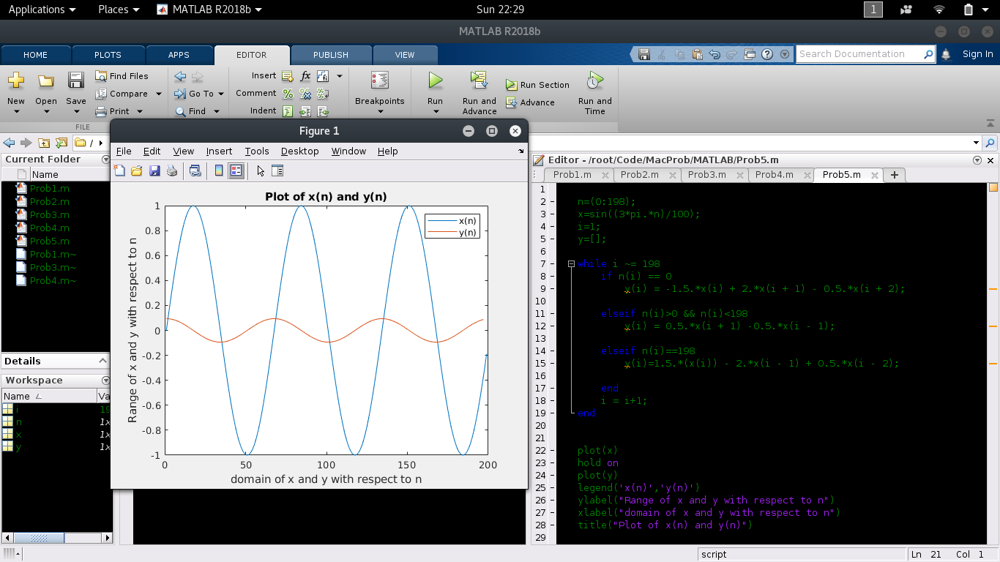 Applications Places MATLAB R2018b Sun 22:29 1
MATLAB R2018b
HOME PLOTS APPS EDITOR PUBLISH VIEW Search Documentation Sign In
New Open Save Find Files Compare Print Go To Find Insert fx Comment Indent Breakpoints Run Run and Advance Run Section Advance Run and Time
FILE
/
Current Folder
Name
Prob1.m
Prob2.m
Prob3.m
Prob4.m
Prob5.m
Prob1.m~
Prob3.m~
Prob4.m~
Details
Workspace
Name Va
i 19
n 1x
x 1x
y 1x
Figure 1
File Edit View Insert Tools Desktop Window Help
Plot of x(n) and y(n)
x(n)
y(n)
1
0.8
0.6
0.4
0.2
0
-0.2
-0.4
-0.6
-0.8
-1
0 50 100 150 200
Range of x and y with respect to n
domain of x and y with respect to n
Editor - /root/Code/MacProb/MATLAB/Prob5.m
Prob1.m Prob2.m Prob3.m Prob4.m Prob5.m
1
2 n=(0:198);
3 x=sin((3*pi.*n)/100);
4 i=1;
5 y=[];
6
7 while i ~= 198
8 if n(i) == 0
9 y(i) = -1.5.*x(i) + 2.*x(i + 1) - 0.5.*x(i + 2);
10
11 elseif n(i)>0 && n(i)<198
12 y(i) = 0.5.*x(i + 1) -0.5.*x(i - 1);
13
14 elseif n(i)==198
15 y(i)=1.5.*(x(i)) - 2.*x(i - 1) + 0.5.*x(i - 2);
16
17 end
18 i = i+1;
19 end
20
21
22 plot(x)
23 hold on
24 plot(y)
25 legend('x(n)','y(n)')
26 ylabel("Range of x and y with respect to n")
27 xlabel("domain of x and y with respect to n")
28 title("Plot of x(n) and y(n)")
29
script Ln 21 Col 1